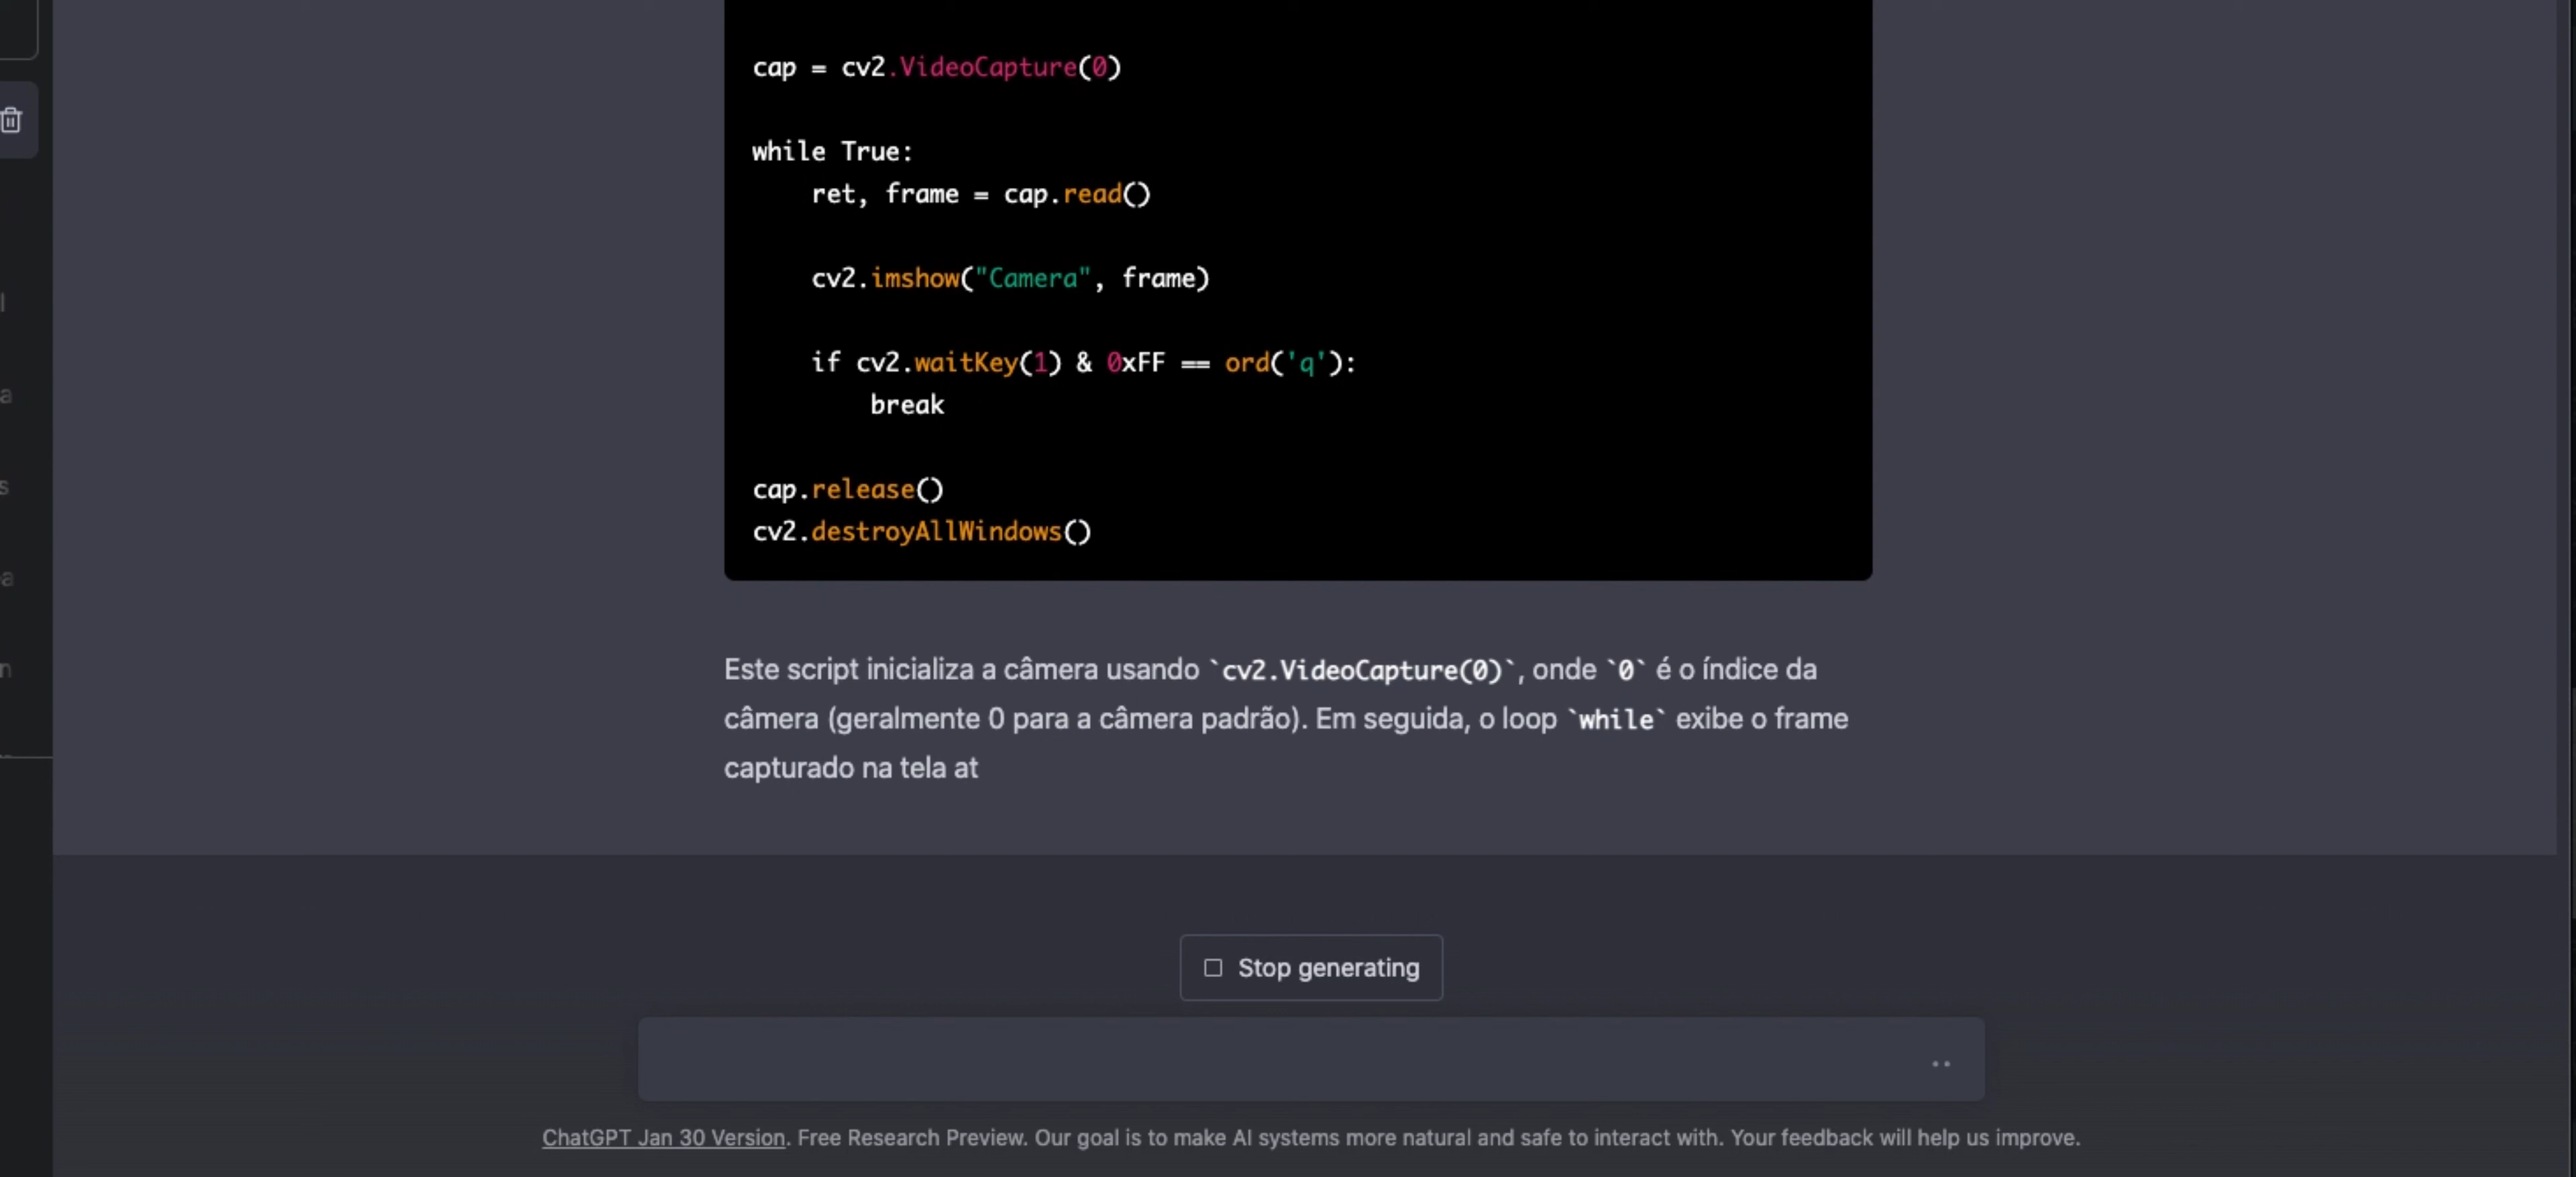 cap = cv2.VideoCapture(0)
while True:
    ret, frame = cap.read()
    cv2.imshow("Camera", frame)
    if cv2.waitKey(1) & 0xFF == ord('q'):
        break
cap.release()
cv2.destroyAllWindows()
Este script inicializa a câmera usando `cv2.VideoCapture(0)`, onde `0` é o índice da
câmera (geralmente 0 para a câmera padrão). Em seguida, o loop `while` exibe o frame
capturado na tela at
Stop generating
ChatGPT Jan 30 Version. Free Research Preview. Our goal is to make AI systems more natural and safe to interact with. Your feedback will help us improve.